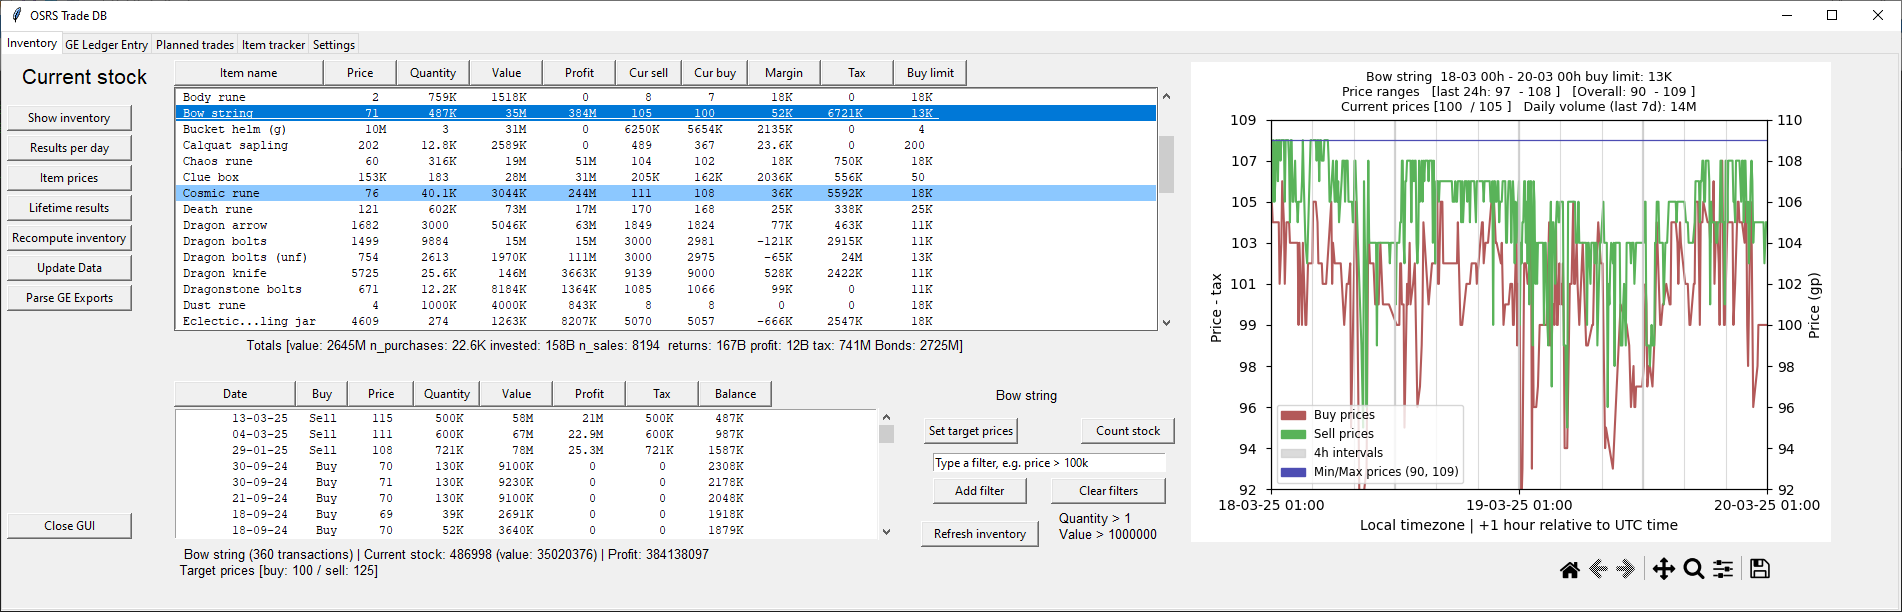 OSRS Trade DB
Inventory GE Ledger Entry Planned trades Item tracker Settings
Current stock
Show inventory
Results per day
Item prices
Lifetime results
Recompute inventory
Update Data
Parse GE Exports
Close GUI
Item name Price Quantity Value Profit Cur sell Cur buy Margin Tax Buy limit
Body rune 2 759K 1518K 0 8 7 18K 0 18K
Bow string 71 487K 35M 384M 105 100 52K 6721K 13K
Bucket helm (g) 10M 3 31M 0 6250K 5654K 2135K 0 4
Calquat sapling 202 12.8K 2589K 0 489 367 23.6K 0 200
Chaos rune 60 316K 19M 51M 104 102 18K 750K 18K
Clue box 153K 183 28M 31M 205K 162K 2036K 556K 50
Cosmic rune 76 40.1K 3044K 244M 111 108 36K 5592K 18K
Death rune 121 602K 73M 17M 170 168 25K 338K 25K
Dragon arrow 1682 3000 5046K 63M 1849 1824 77K 463K 11K
Dragon bolts 1499 9884 15M 15M 3000 2981 -121K 2915K 11K
Dragon bolts (unf) 754 2613 1970K 111M 3000 2975 -65K 24M 13K
Dragon knife 5725 25.6K 146M 3663K 9139 9000 528K 2422K 11K
Dragonstone bolts 671 12.2K 8184K 1364K 1085 1066 99K 0 11K
Dust rune 4 1000K 4000K 843K 8 8 0 0 18K
Eclectic...ling jar 4609 274 1263K 8207K 5070 5057 -666K 2547K 18K
Totals [value: 2645M n_purchases: 22.6K invested: 158B n_sales: 8194 returns: 167B profit: 12B tax: 741M Bonds: 2725M]
Date Buy Price Quantity Value Profit Tax Balance
13-03-25 Sell 115 500K 58M 21M 500K 487K
04-03-25 Sell 111 600K 67M 22.9M 600K 987K
29-01-25 Sell 108 721K 78M 25.3M 721K 1587K
30-09-24 Buy 70 130K 9100K 0 0 2308K
30-09-24 Buy 71 130K 9230K 0 0 2178K
21-09-24 Buy 70 130K 9100K 0 0 2048K
18-09-24 Buy 69 39K 2691K 0 0 1918K
18-09-24 Buy 70 52K 3640K 0 0 1879K
Bow string (360 transactions) | Current stock: 486998 (value: 35020376) | Profit: 384138097
Target prices [buy: 100 / sell: 125]
Bow string
Set target prices Count stock
Type a filter, e.g. price > 100k
Add filter Clear filters
Refresh inventory
Quantity > 1
Value > 1000000
Bow string 18-03 00h - 20-03 00h buy limit: 13K
Price ranges [last 24h: 97 - 108 ] [Overall: 90 - 109 ]
Current prices [100 / 105 ] Daily volume (last 7d): 14M
109 110
107 108
105 106
103 104
101 102
99 100
98 98
96 96
94 94
92 92
Price - tax
Price (gp)
Buy prices
Sell prices
4h intervals
Min/Max prices (90, 109)
18-03-25 01:00 19-03-25 01:00 20-03-25 01:00
Local timezone | +1 hour relative to UTC time